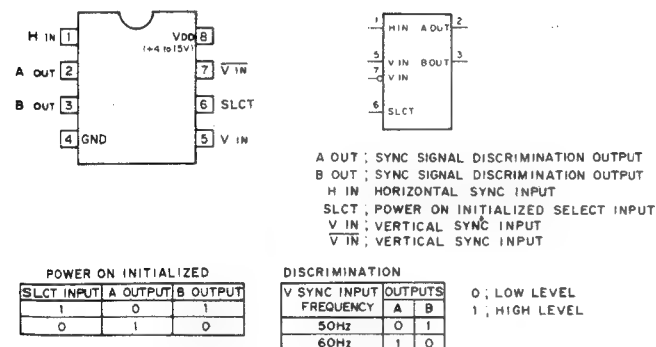 H IN 1
VDD 8
(+4 to 15V)
A OUT 2
7 V IN
B OUT 3
6 SLCT
4 GND
5 V IN
1 H IN A OUT 2
5 V IN B OUT 3
7 V IN
6 SLCT
A OUT ; SYNC SIGNAL DISCRIMINATION OUTPUT
B OUT ; SYNC SIGNAL DISCRIMINATION OUTPUT
H IN HORIZONTAL SYNC INPUT
SLCT ; POWER ON INITIALIZED SELECT INPUT
V IN ; VERTICAL SYNC INPUT
V IN ; VERTICAL SYNC INPUT
POWER ON INITIALIZED
SLCT INPUT A OUTPUT B OUTPUT
1 0 1
0 1 0
DISCRIMINATION
V SYNC INPUT OUTPUTS
FREQUENCY A B
50Hz 0 1
60Hz 1 0
0 ; LOW LEVEL
1 ; HIGH LEVEL